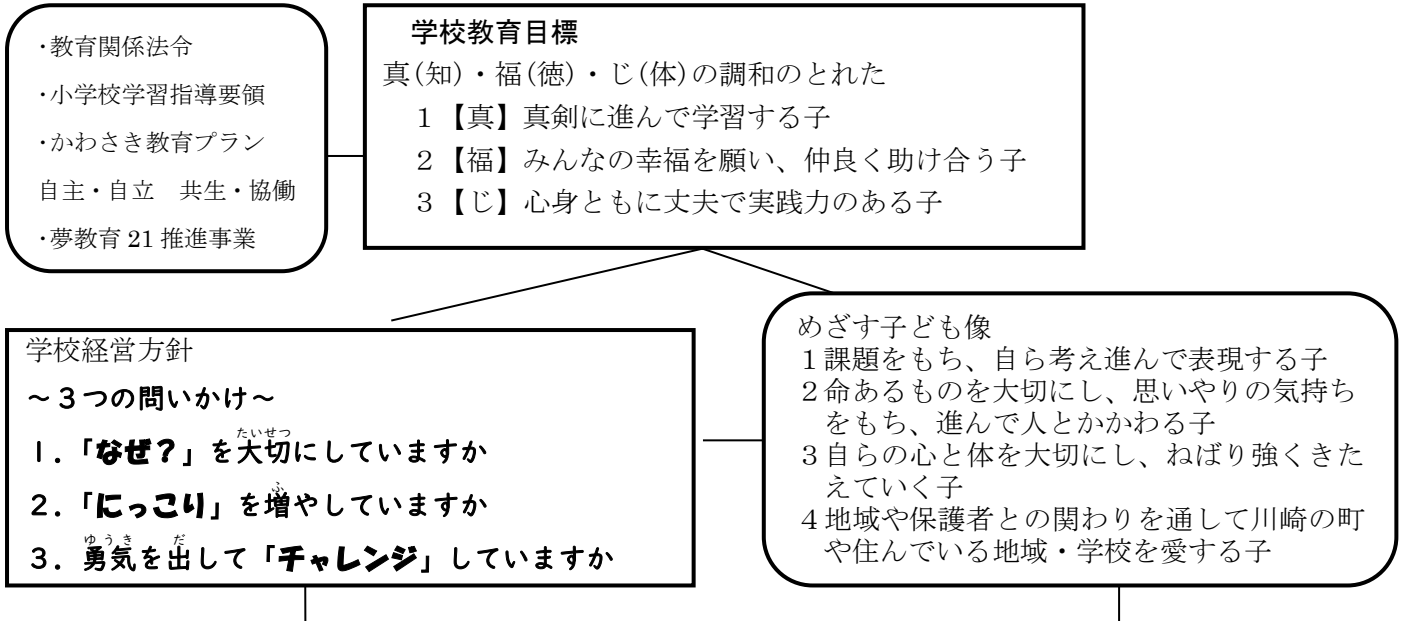 ・教育関係法令
・小学校学習指導要領
・かわさき教育プラン
自主・自立　共生・協働
・夢教育 21 推進事業
学校教育目標
真(知)・福(徳)・じ(体)の調和のとれた
１【真】真剣に進んで学習する子
２【福】みんなの幸福を願い、仲良く助け合う子
３【じ】心身ともに丈夫で実践力のある子
学校経営方針
～３つの問いかけ～
１．「なぜ？」を大切にしていますか
たいせつ
２．「にっこり」を増やしていますか
ふ
３．勇気を出して「チャレンジ」していますか
ゆうき　だ
めざす子ども像
１課題をもち、自ら考え進んで表現する子
２命あるものを大切にし、思いやりの気持ち
をもち、進んで人とかかわる子
３自らの心と体を大切にし、ねばり強くきた
えていく子
４地域や保護者との関わりを通して川崎の町
や住んでいる地域・学校を愛する子